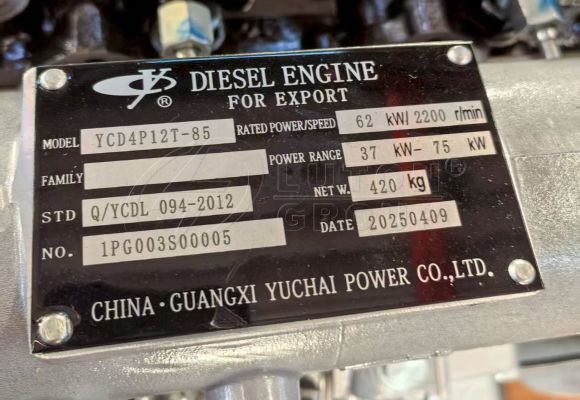 DIESEL ENGINE
FOR EXPORT
MODEL YCD4P12T-85 RATED POWER/SPEED 62 kW/ 2200 r/min
FAMILY POWER RANGE 37 kW- 75 kW
STD Q/YCDL 094-2012 NET W. 420 kg
NO. 1PG003S00005 DATE 20250409
CHINA·GUANGXI YUCHAI POWER CO.,LTD.
®
LUTONG
GROUP